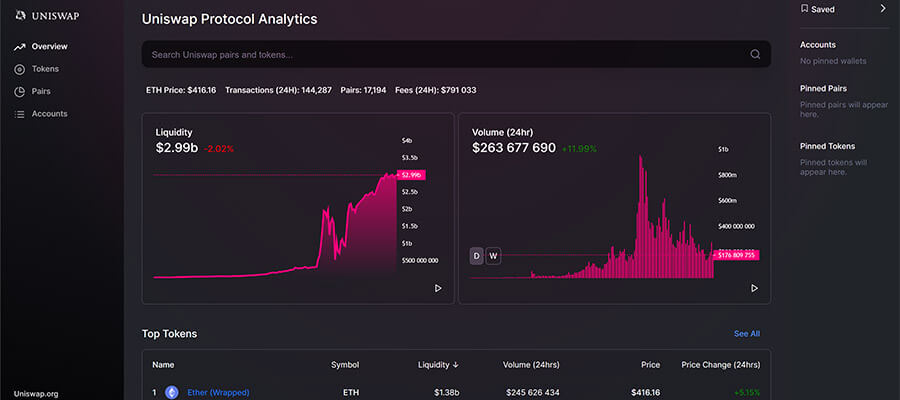 UNISWAP
Overview
Tokens
Pairs
Accounts
Uniswap.org
Uniswap Protocol Analytics
Search Uniswap pairs and tokens...
ETH Price: $416.16 Transactions (24H): 144,287 Pairs: 17,194 Fees (24H): $791 033
Liquidity
$2.99b -2.02%
$4b
$3.5b
$2.99b
$2.5b
$2b
$1.5b
$1b
$500 000 000
Volume (24hr)
$263 677 690 +11.99%
$1b
$800m
$600m
$400 000 000
$176 809 755
D W
Top Tokens See All
Name Symbol Liquidity ↓ Volume (24hrs) Price Price Change (24hrs)
1 Ether (Wrapped) ETH $1.38b $245 626 434 $416.16 +5.15%
Saved
Accounts
No pinned wallets
Pinned Pairs
Pinned pairs will appear
here.
Pinned Tokens
Pinned tokens will
appear here.